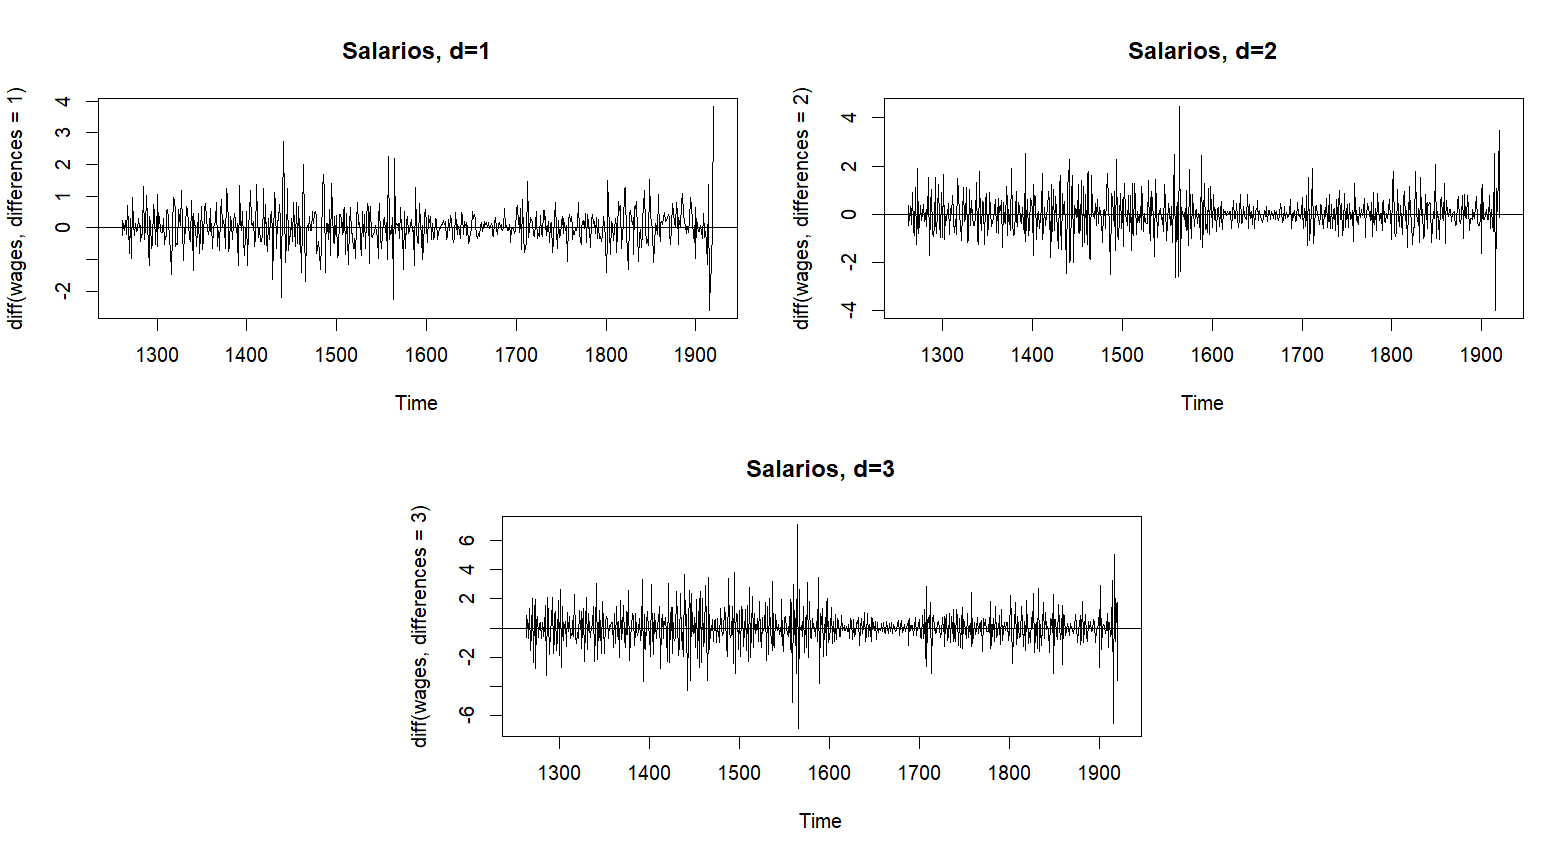 Salarios, d=1
diff(wages, differences = 1)
4
3
2
1
0
-2
1300 1400 1500 1600 1700 1800 1900
Time
Salarios, d=2
diff(wages, differences = 2)
4
2
0
-2
-4
1300 1400 1500 1600 1700 1800 1900
Time
Salarios, d=3
diff(wages, differences = 3)
6
4
2
-2
-6
1300 1400 1500 1600 1700 1800 1900
Time